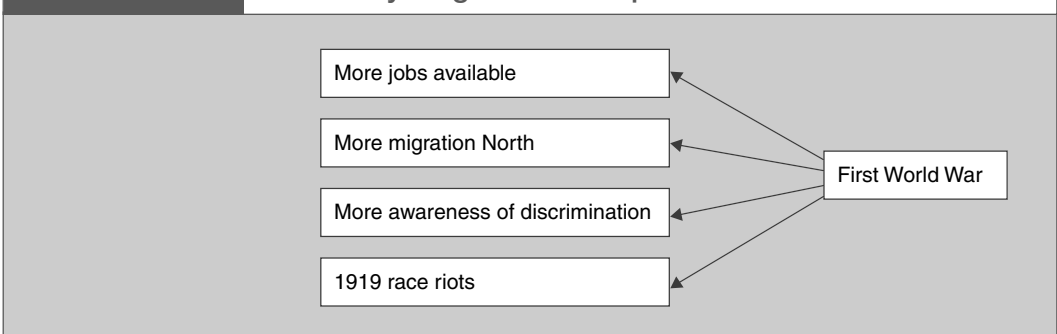 More jobs available
More migration North
More awareness of discrimination
1919 race riots
First World War